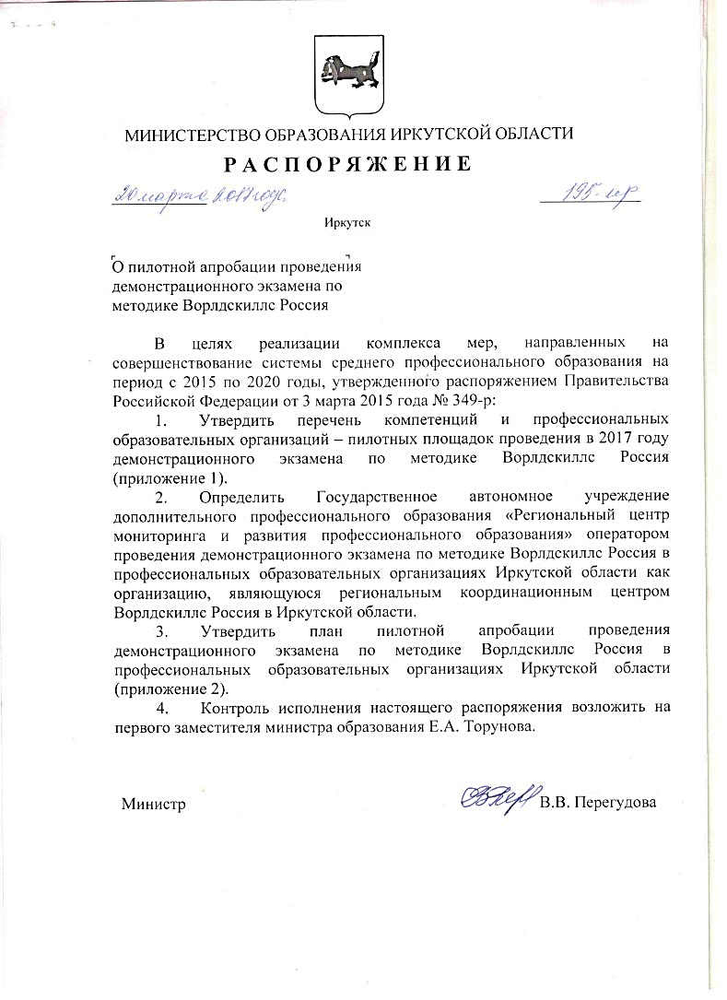 МИНИСТЕРСТВО ОБРАЗОВАНИЯ ИРКУТСКОЙ ОБЛАСТИ
РАСПОРЯЖЕНИЕ
20 марта 2017 года 195-мр
Иркутск
О пилотной апробации проведения
демонстрационного экзамена по
методике Ворлдскиллс Россия
В целях реализации комплекса мер, направленных на
совершенствование системы среднего профессионального образования на
период с 2015 по 2020 годы, утвержденного распоряжением Правительства
Российской Федерации от 3 марта 2015 года № 349-р:
1. Утвердить перечень компетенций и профессиональных
образовательных организаций – пилотных площадок проведения в 2017 году
демонстрационного экзамена по методике Ворлдскиллс Россия
(приложение 1).
2. Определить Государственное автономное учреждение
дополнительного профессионального образования «Региональный центр
мониторинга и развития профессионального образования» оператором
проведения демонстрационного экзамена по методике Ворлдскиллс Россия в
профессиональных образовательных организациях Иркутской области как
организацию, являющуюся региональным координационным центром
Ворлдскиллс Россия в Иркутской области.
3. Утвердить план пилотной апробации проведения
демонстрационного экзамена по методике Ворлдскиллс Россия в
профессиональных образовательных организациях Иркутской области
(приложение 2).
4. Контроль исполнения настоящего распоряжения возложить на
первого заместителя министра образования Е.А. Торунова.
Министр В.В. Перегудова